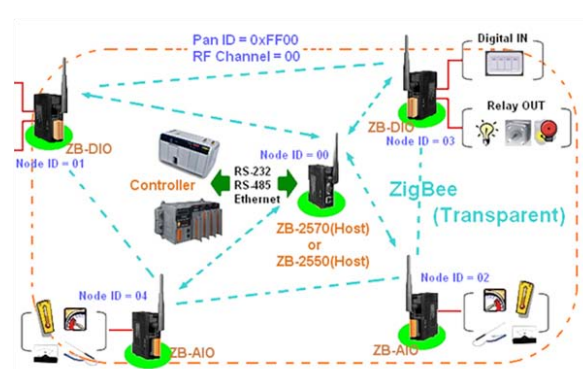 Pan ID = 0xFF00
RF Channel = 00
Digital IN
Relay OUT
ZB-DIO
Node ID = 01
ZB-DIO
Node ID = 03
Node ID = 00
Controller
RS-232
RS-485
Ethernet
ZigBee
(Transparent)
ZB-2570(Host)
or
ZB-2550(Host)
Node ID = 04
Node ID = 02
ZB-AIO
ZB-AIO